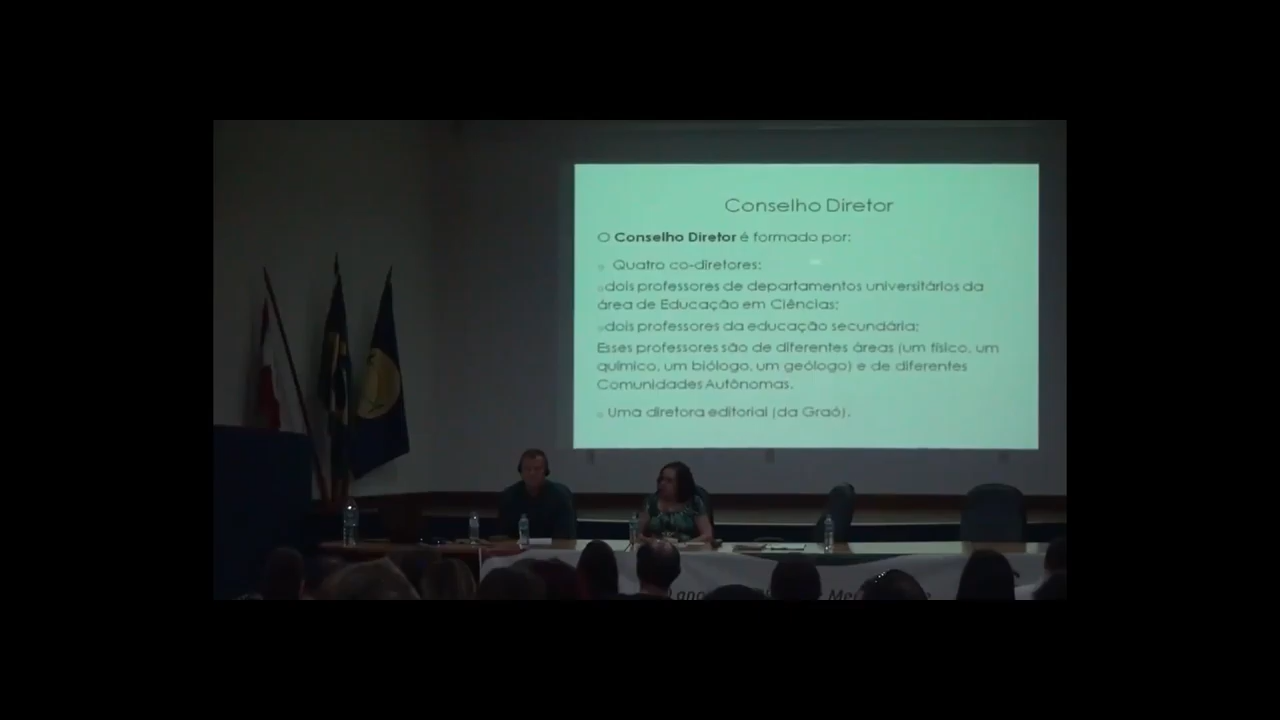 Conselho Diretor
O Conselho Diretor é formado por:
o Quatro co-diretores:
o dois professores de departamentos universitários da
área de Educação em Ciências;
o dois professores da educação secundária;
Esses professores são de diferentes áreas (um físico, um
químico, um biólogo, um geólogo) e de diferentes
Comunidades Autônomas.
o Uma diretora editorial (da Graó).